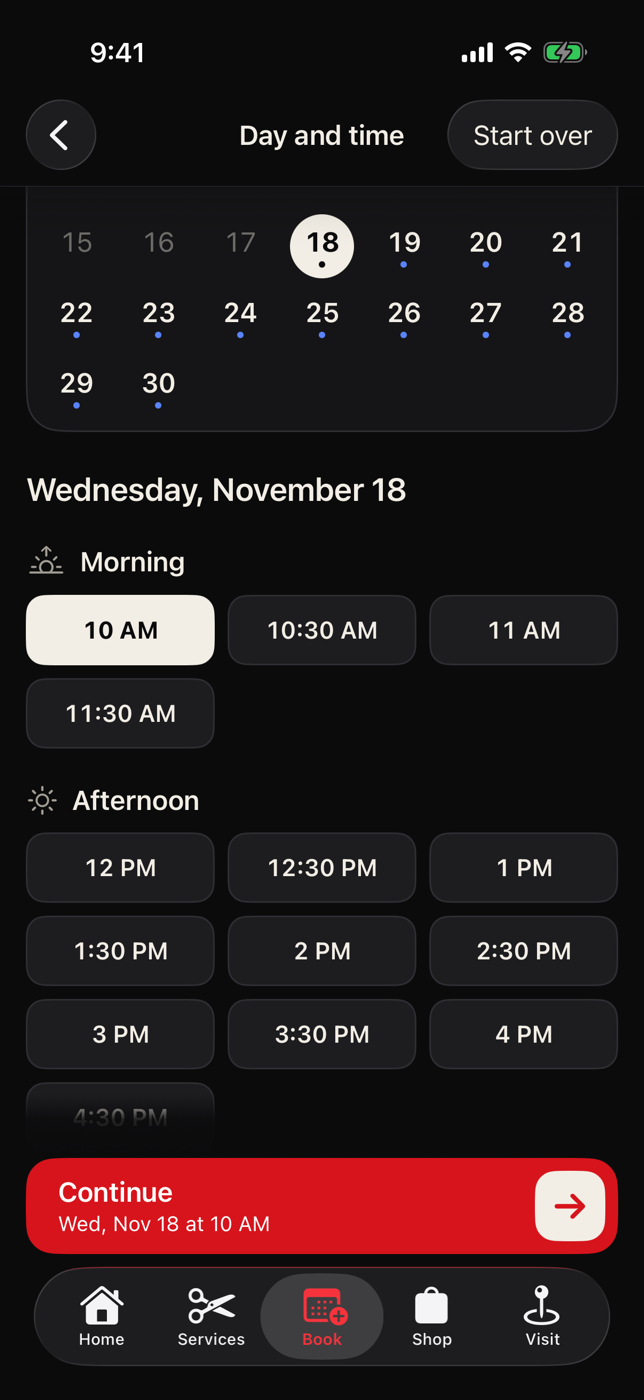 9:41
Day and time
Start over
15 16 17 18 19 20 21
22 23 24 25 26 27 28
29 30
Wednesday, November 18
Morning
10 AM 10:30 AM 11 AM
11:30 AM
Afternoon
12 PM 12:30 PM 1 PM
1:30 PM 2 PM 2:30 PM
3 PM 3:30 PM 4 PM
4:30 PM
Continue
Wed, Nov 18 at 10 AM
Home Services Book Shop Visit